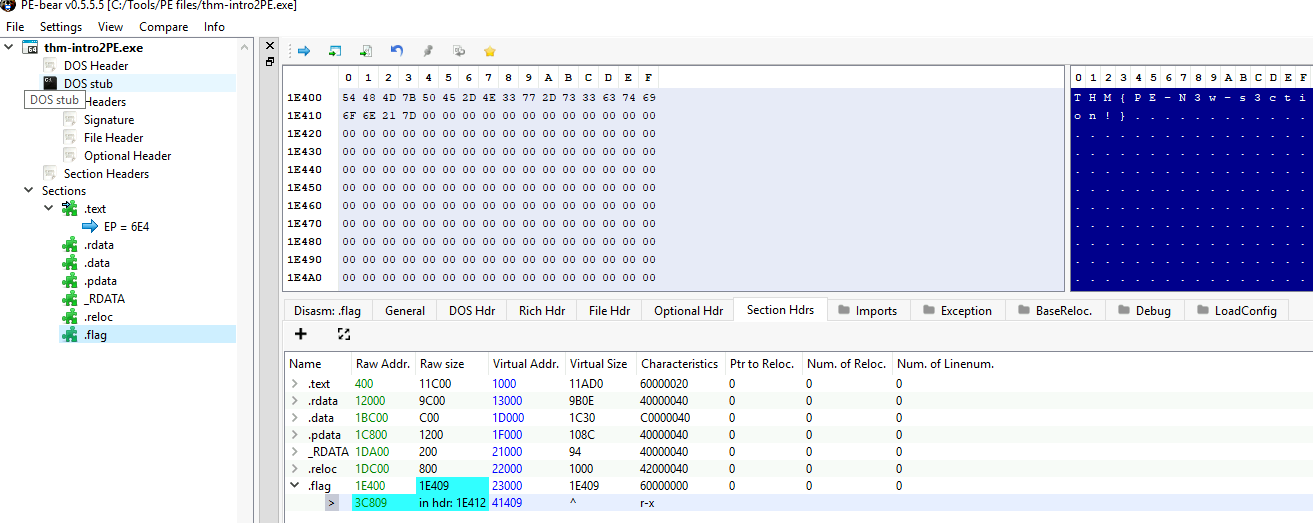 PE-bear v0.5.5.5 [C:/Tools/PE files/thm-intro2PE.exe]
File Settings View Compare Info
thm-intro2PE.exe
DOS Header
DOS stub
DOS stub
Headers
Signature
File Header
Optional Header
Section Headers
Sections
.text
EP = 6E4
.rdata
.data
.pdata
_RDATA
.reloc
.flag
0 1 2 3 4 5 6 7 8 9 A B C D E F
1E400 54 48 4D 7B 50 45 2D 4E 33 77 2D 73 33 63 74 69
1E410 6F 6E 21 7D 00 00 00 00 00 00 00 00 00 00 00 00
1E420 00 00 00 00 00 00 00 00 00 00 00 00 00 00 00 00
1E430 00 00 00 00 00 00 00 00 00 00 00 00 00 00 00 00
1E440 00 00 00 00 00 00 00 00 00 00 00 00 00 00 00 00
1E450 00 00 00 00 00 00 00 00 00 00 00 00 00 00 00 00
1E460 00 00 00 00 00 00 00 00 00 00 00 00 00 00 00 00
1E470 00 00 00 00 00 00 00 00 00 00 00 00 00 00 00 00
1E480 00 00 00 00 00 00 00 00 00 00 00 00 00 00 00 00
1E490 00 00 00 00 00 00 00 00 00 00 00 00 00 00 00 00
1E4A0 00 00 00 00 00 00 00 00 00 00 00 00 00 00 00 00
0 1 2 3 4 5 6 7 8 9 A B C D E F
T H M { P E - N 3 w - s 3 c t i
o n ! } . . . . . . . . . . . .
. . . . . . . . . . . . . . . .
. . . . . . . . . . . . . . . .
. . . . . . . . . . . . . . . .
. . . . . . . . . . . . . . . .
. . . . . . . . . . . . . . . .
. . . . . . . . . . . . . . . .
. . . . . . . . . . . . . . . .
. . . . . . . . . . . . . . . .
. . . . . . . . . . . . . . . .
Disasm: .flag General DOS Hdr Rich Hdr File Hdr Optional Hdr Section Hdrs Imports Exception BaseReloc. Debug LoadConfig
Name Raw Addr. Raw size Virtual Addr. Virtual Size Characteristics Ptr to Reloc. Num. of Reloc. Num. of Linenum.
.text 400 11C00 1000 11AD0 60000020 0 0 0
.rdata 12000 9C00 13000 9B0E 40000040 0 0 0
.data 1BC00 C00 1D000 1C30 C0000040 0 0 0
.pdata 1C800 1200 1F000 108C 40000040 0 0 0
_RDATA 1DA00 200 21000 94 40000040 0 0 0
.reloc 1DC00 800 22000 1000 42000040 0 0 0
.flag 1E400 1E409 23000 1E409 60000000 0 0 0
> 3C809 in hdr: 1E412 41409 ^ r-x